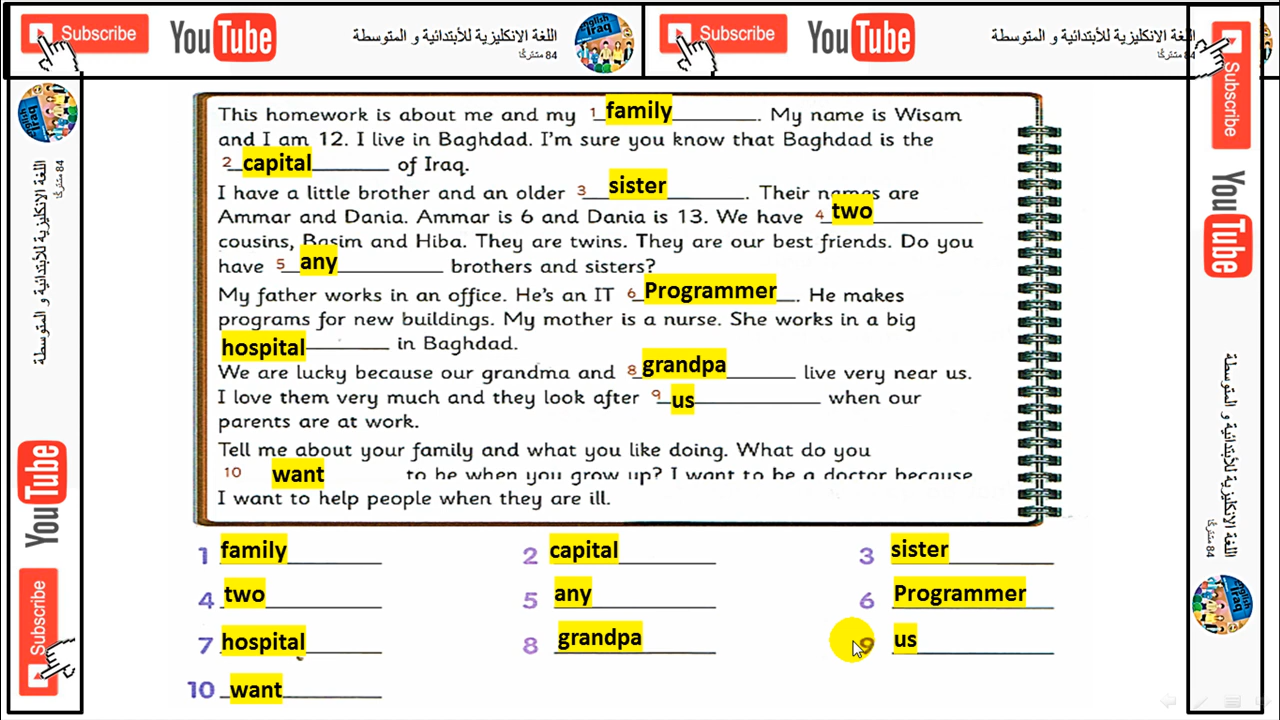 Subscribe YouTube اللغة الانكليزية للأبتدائية و المتوسطة
84 مشتركًا
Subscribe YouTube اللغة الانكليزية للأبتدائية و المتوسطة
84 مشتركًا
This homework is about me and my 1 family. My name is Wisam
and I am 12. I live in Baghdad. I'm sure you know that Baghdad is the
2 capital of Iraq.
I have a little brother and an older 3 sister. Their names are
Ammar and Dania. Ammar is 6 and Dania is 13. We have 4 two
cousins, Basim and Hiba. They are twins. They are our best friends. Do you
have 5 any brothers and sisters?
My father works in an office. He's an IT 6 Programmer. He makes
programs for new buildings. My mother is a nurse. She works in a big
hospital in Baghdad.
We are lucky because our grandma and 8 grandpa live very near us.
I love them very much and they look after 9 us when our
parents are at work.
Tell me about your family and what you like doing. What do you
10 want to be when you grow up? I want to be a doctor because
I want to help people when they are ill.
1 family 2 capital 3 sister
4 two 5 any 6 Programmer
7 hospital 8 grandpa 9 us
10 want
English Iraq
84 مشتركًا
اللغة الانكليزية للأبتدائية و المتوسطة
YouTube
Subscribe
Subscribe
YouTube
اللغة الانكليزية للأبتدائية و المتوسطة
84 مشتركًا
English Iraq